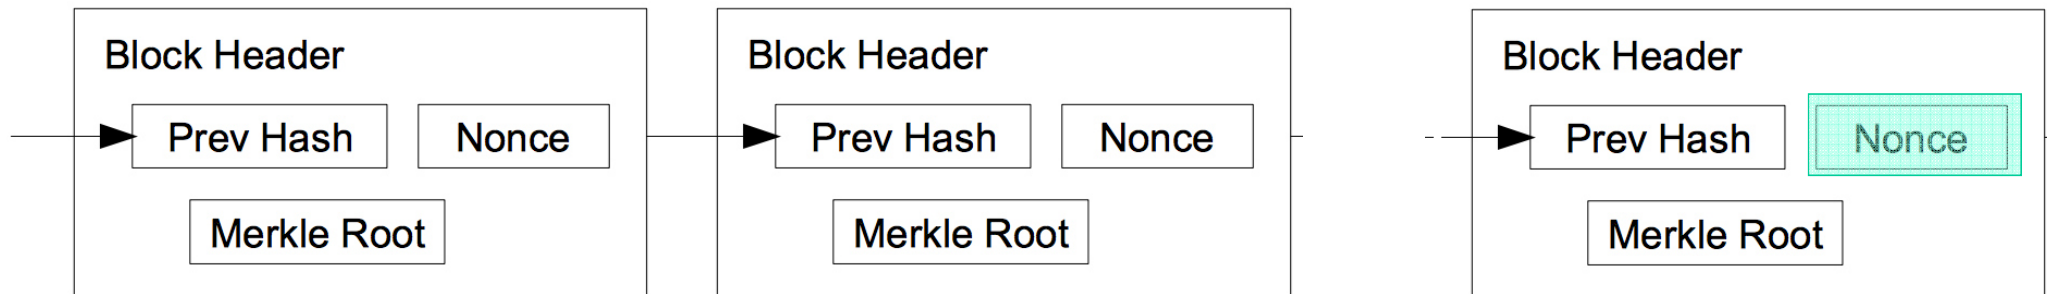 Block Header
Prev Hash
Nonce
Merkle Root
Block Header
Prev Hash
Nonce
Merkle Root
Block Header
Prev Hash
Nonce
Merkle Root